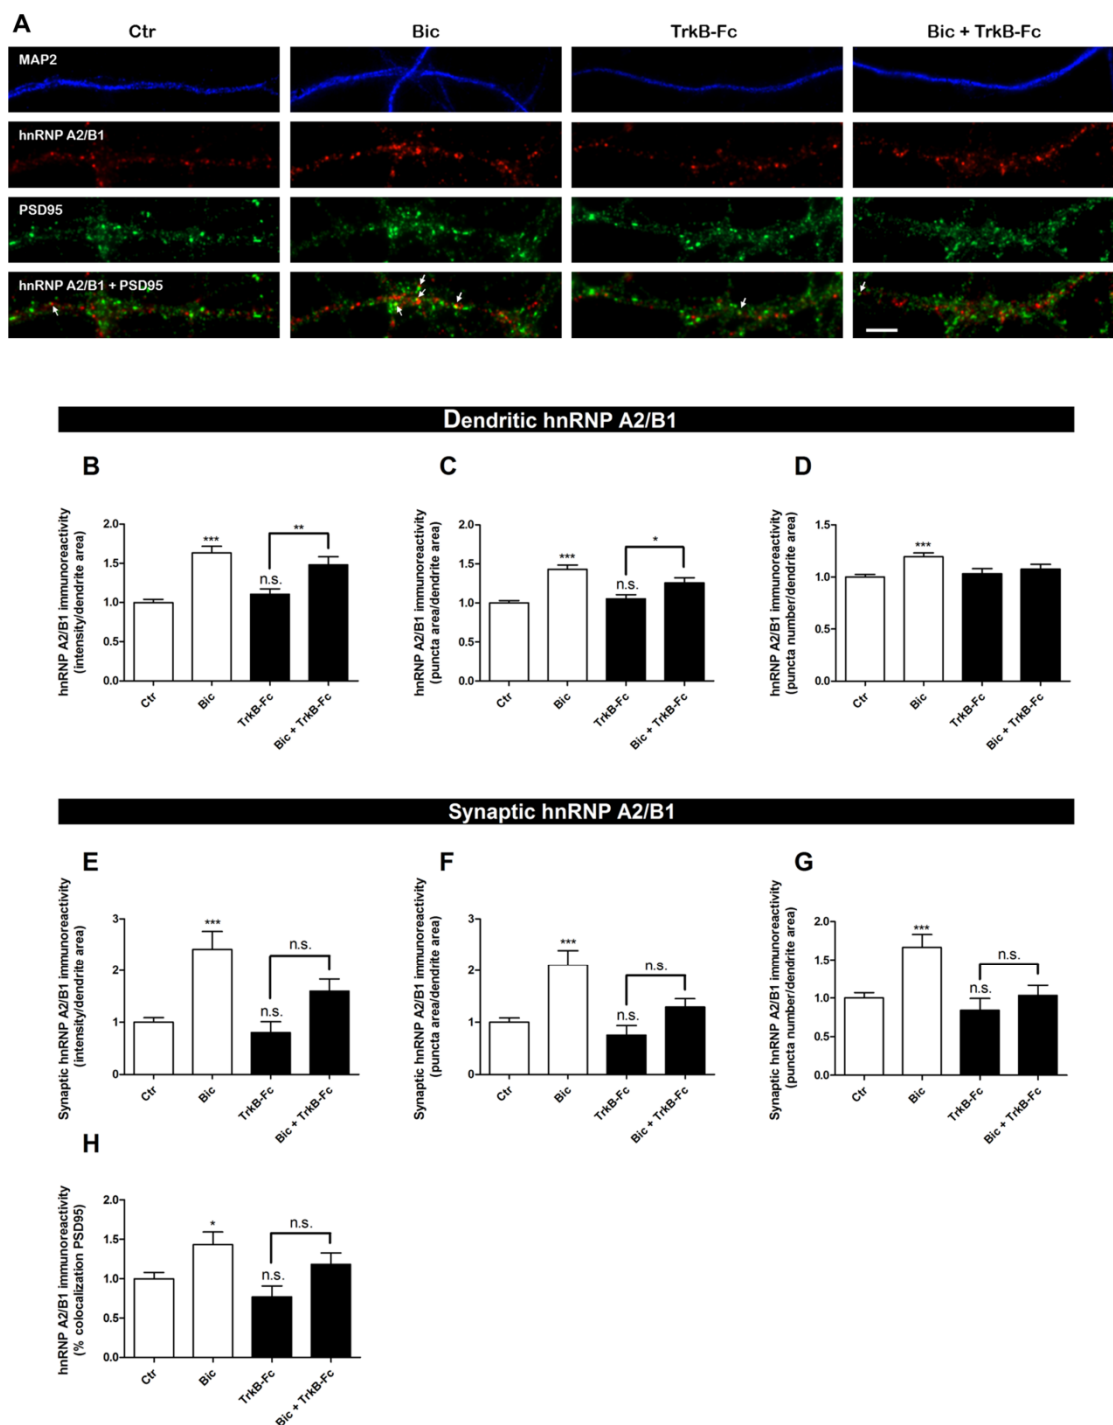 A
Ctr
Bic
TrkB-Fc
Bic + TrkB-Fc
MAP2
hnRNP A2/B1
PSD95
hnRNP A2/B1 + PSD95
Dendritic hnRNP A2/B1
B
hnRNP A2/B1 immunoreactivity
(intensity/dendrite area)
2.0
1.5
1.0
0.5
0.0
***
n.s.
**
Ctr
Bic
TrkB-Fc
Bic + TrkB-Fc
C
hnRNP A2/B1 immunoreactivity
(puncta area/dendrite area)
2.0
1.5
1.0
0.5
0.0
***
n.s.
*
Ctr
Bic
TrkB-Fc
Bic + TrkB-Fc
D
hnRNP A2/B1 immunoreactivity
(puncta number/dendrite area)
1.5
1.0
0.5
0.0
***
Ctr
Bic
TrkB-Fc
Bic + TrkB-Fc
Synaptic hnRNP A2/B1
E
Synaptic hnRNP A2/B1 immunoreactivity
(intensity/dendrite area)
3
2
1
0
***
n.s.
n.s.
Ctr
Bic
TrkB-Fc
Bic + TrkB-Fc
F
Synaptic hnRNP A2/B1 immunoreactivity
(puncta area/dendrite area)
3
2
1
0
***
n.s.
n.s.
Ctr
Bic
TrkB-Fc
Bic + TrkB-Fc
G
Synaptic hnRNP A2/B1 immunoreactivity
(puncta number/dendrite area)
2.0
1.5
1.0
0.5
0.0
***
n.s.
n.s.
Ctr
Bic
TrkB-Fc
Bic + TrkB-Fc
H
hnRNP A2/B1 immunoreactivity
(% colocalization PSD95)
2.0
1.5
1.0
0.5
0.0
*
n.s.
n.s.
Ctr
Bic
TrkB-Fc
Bic + TrkB-Fc